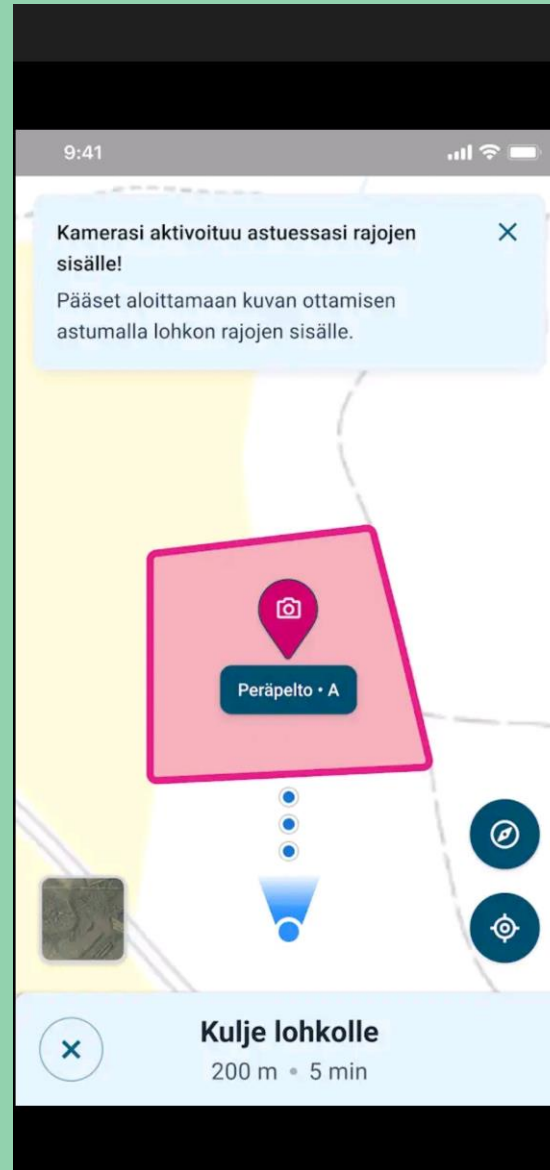 9:41
Kamerasi aktivoituu astuessasi rajojen
sisälle!
Pääset aloittamaan kuvan ottamisen
astumalla lohkon rajojen sisälle.
Peräpelto • A
Kulje lohkolle
200 m • 5 min